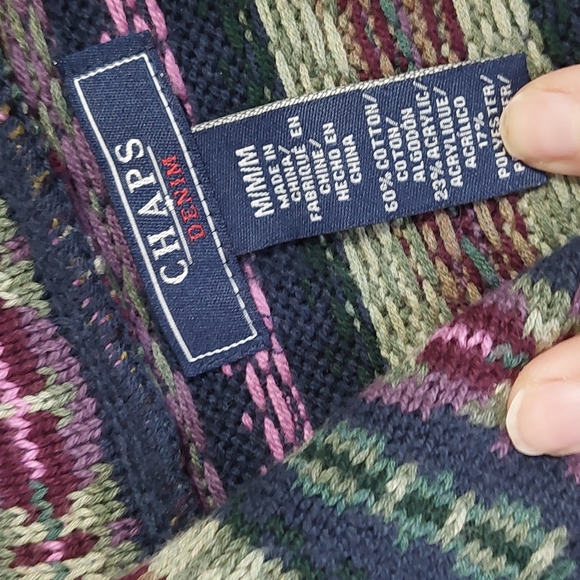 CHAPS
DENIM
M/M/M
MADE IN
CHINA/
FABRIQUÉ EN
CHINE/
HECHO EN
CHINA
60% COTTON/
COTON/
ALGODÓN
23% ACRYLIC/
ACRYLIQUE/
ACRÍLICO
17%
POLYESTER/